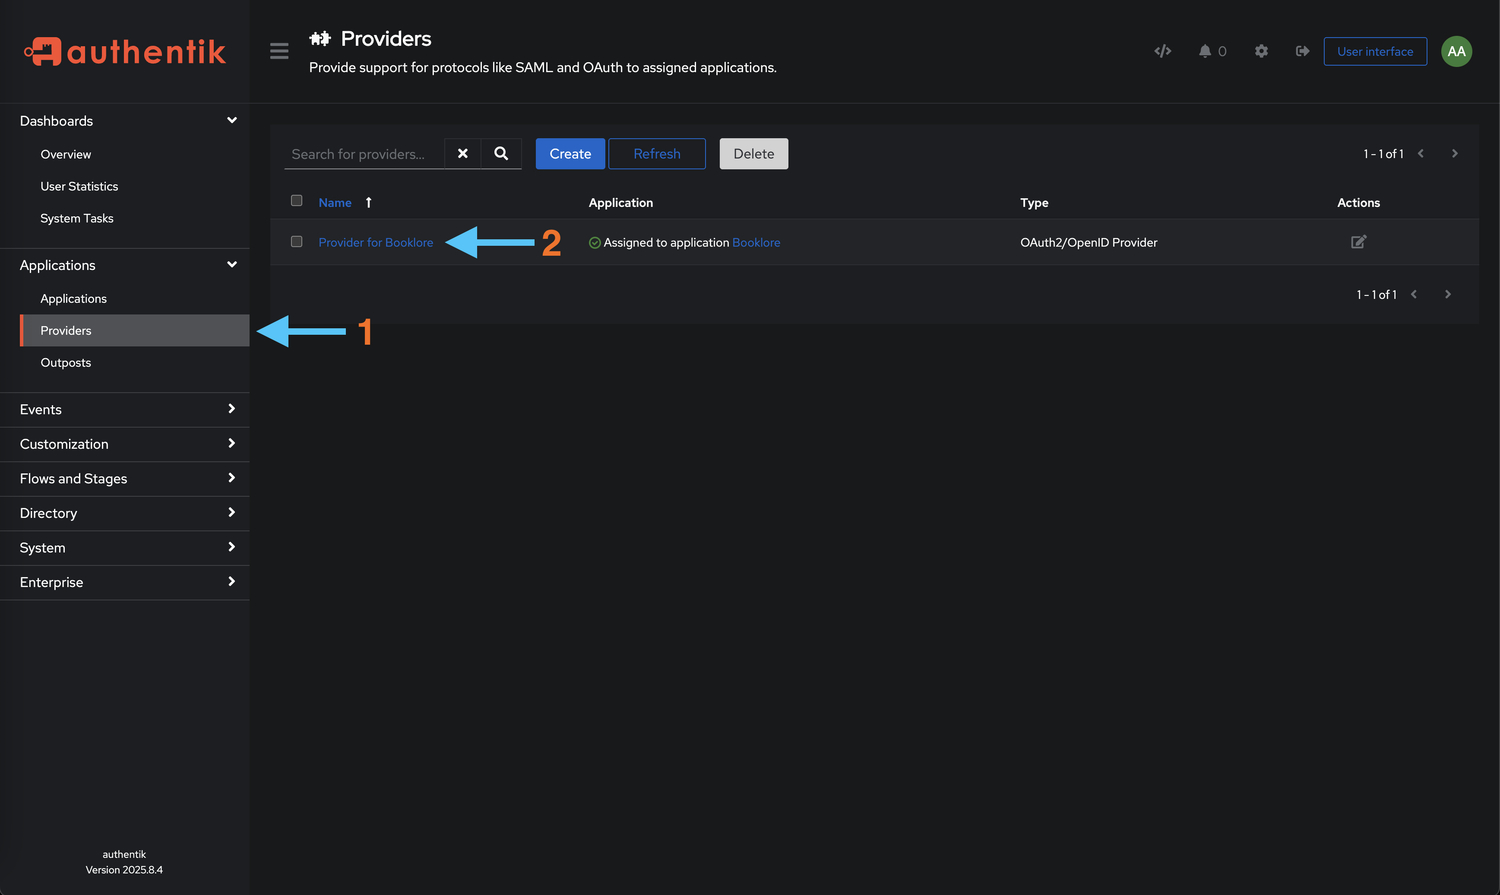 authentik
Providers
Provide support for protocols like SAML and OAuth to assigned applications.
0
User interface
AA
Dashboards
Overview
User Statistics
System Tasks
Applications
Applications
Providers
Outposts
Events
Customization
Flows and Stages
Directory
System
Enterprise
authentik
Version 2025.8.4
Search for providers...
Create
Refresh
Delete
1 - 1 of 1
Name
Application
Type
Actions
Provider for Booklore
2
Assigned to application Booklore
OAuth2/OpenID Provider
1 - 1 of 1
1